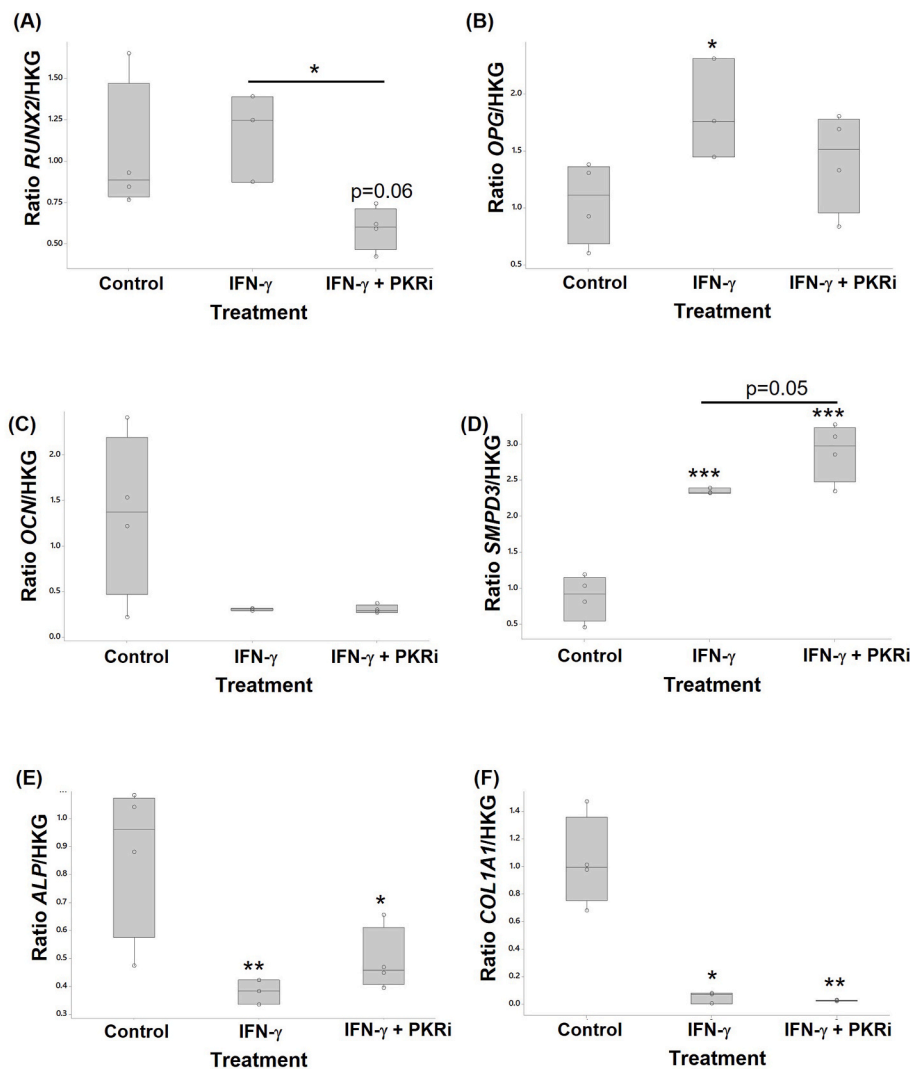 (A)
Ratio RUNX2/HKG
1.50
1.25
1.00
0.75
0.50
*
p=0.06
Control
IFN-γ
IFN-γ + PKRi
Treatment
(B)
Ratio OPG/HKG
2.0
1.5
1.0
0.5
*
Control
IFN-γ
IFN-γ + PKRi
Treatment
(C)
Ratio OCN/HKG
2.0
1.5
1.0
0.5
0.0
Control
IFN-γ
IFN-γ + PKRi
Treatment
(D)
Ratio SMPD3/HKG
3.0
2.5
2.0
1.5
1.0
0.5
p=0.05
***
***
Control
IFN-γ
IFN-γ + PKRi
Treatment
(E)
Ratio ALP/HKG
1.0
0.9
0.8
0.7
0.6
0.5
0.4
0.3
**
*
Control
IFN-γ
IFN-γ + PKRi
Treatment
(F)
Ratio COL1A1/HKG
1.4
1.2
1.0
0.8
0.6
0.4
0.2
0.0
*
**
Control
IFN-γ
IFN-γ + PKRi
Treatment